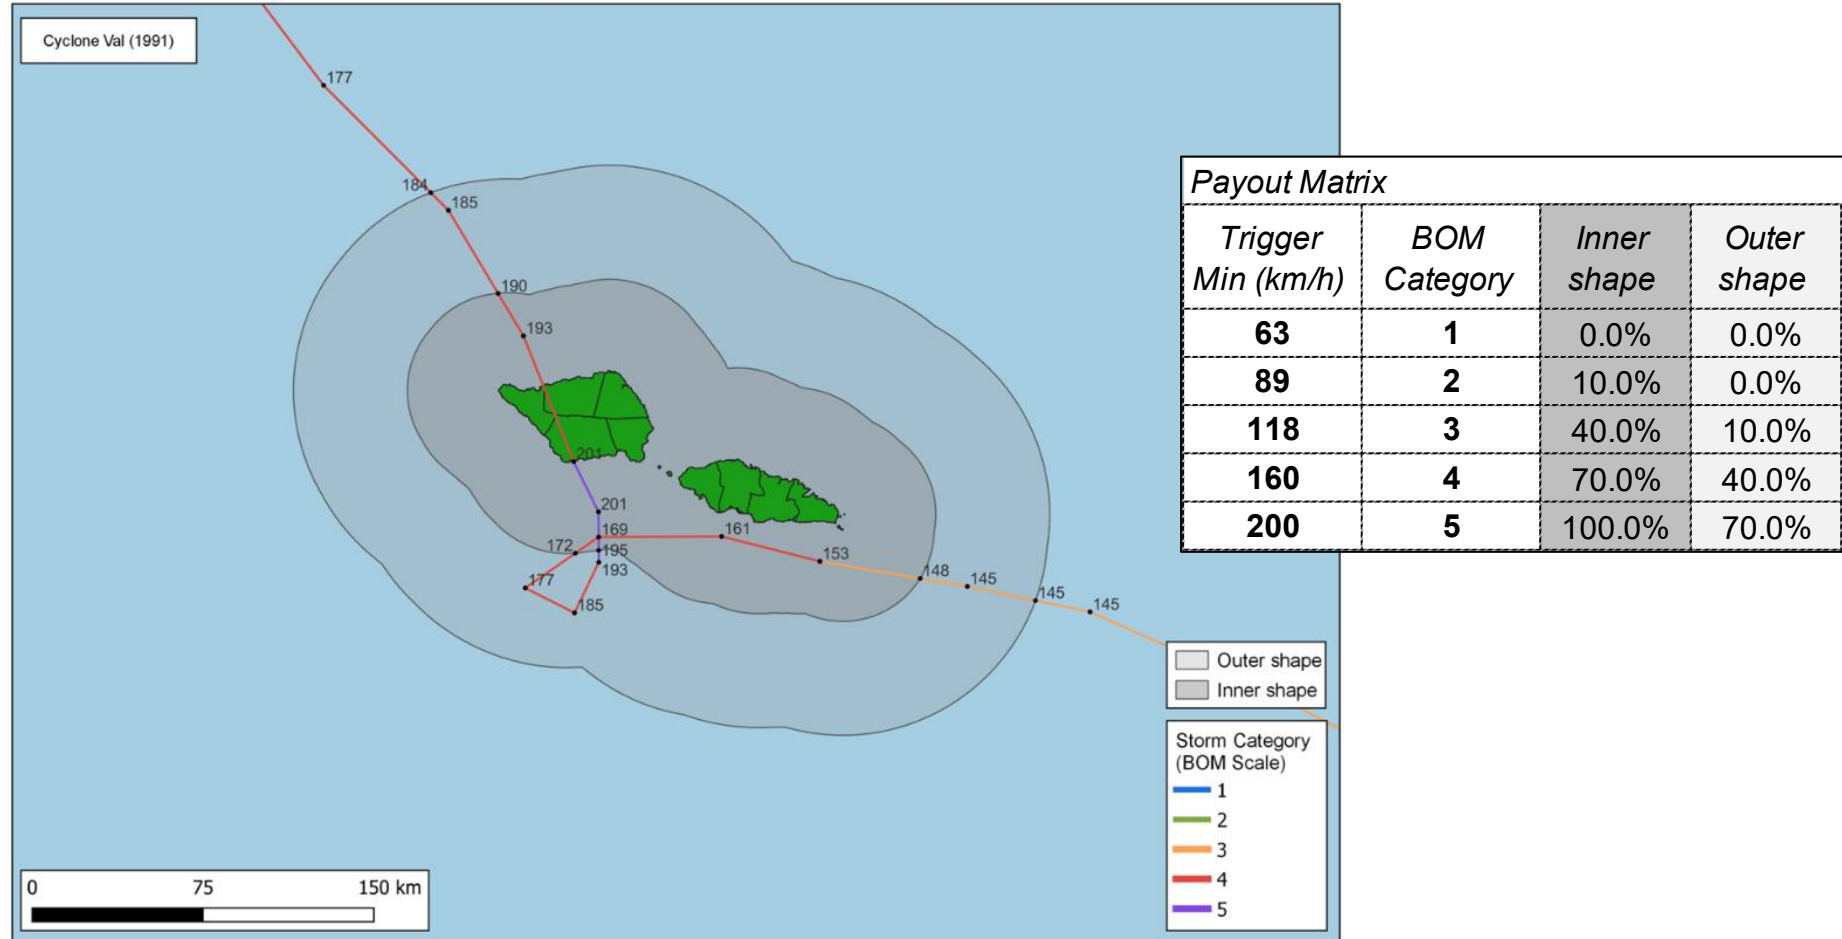 Cyclone Val (1991)
177
184
185
190
193
201
201
169
161
172
195
153
193
148
177
145
185
145
145
Outer shape
Inner shape
Storm Category
(BOM Scale)
1
2
3
4
5
0 75 150 km
Payout Matrix
Trigger Min (km/h) BOM Category Inner shape Outer shape
63 1 0.0% 0.0%
89 2 10.0% 0.0%
118 3 40.0% 10.0%
160 4 70.0% 40.0%
200 5 100.0% 70.0%